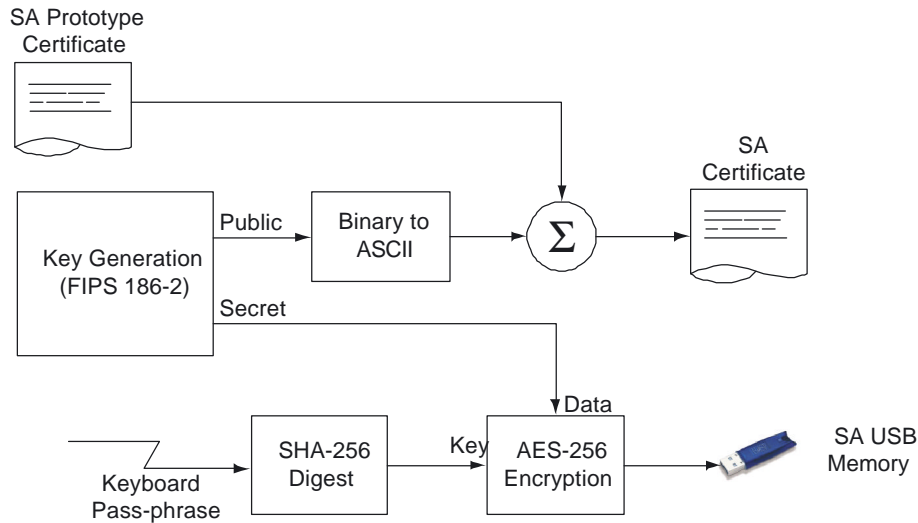 SA Prototype
Certificate
SA
Certificate
Public
Binary to
ASCII
Σ
Key Generation
(FIPS 186-2)
Secret
Data
SHA-256
Digest
Key
AES-256
Encryption
SA USB
Memory
Keyboard
Pass-phrase